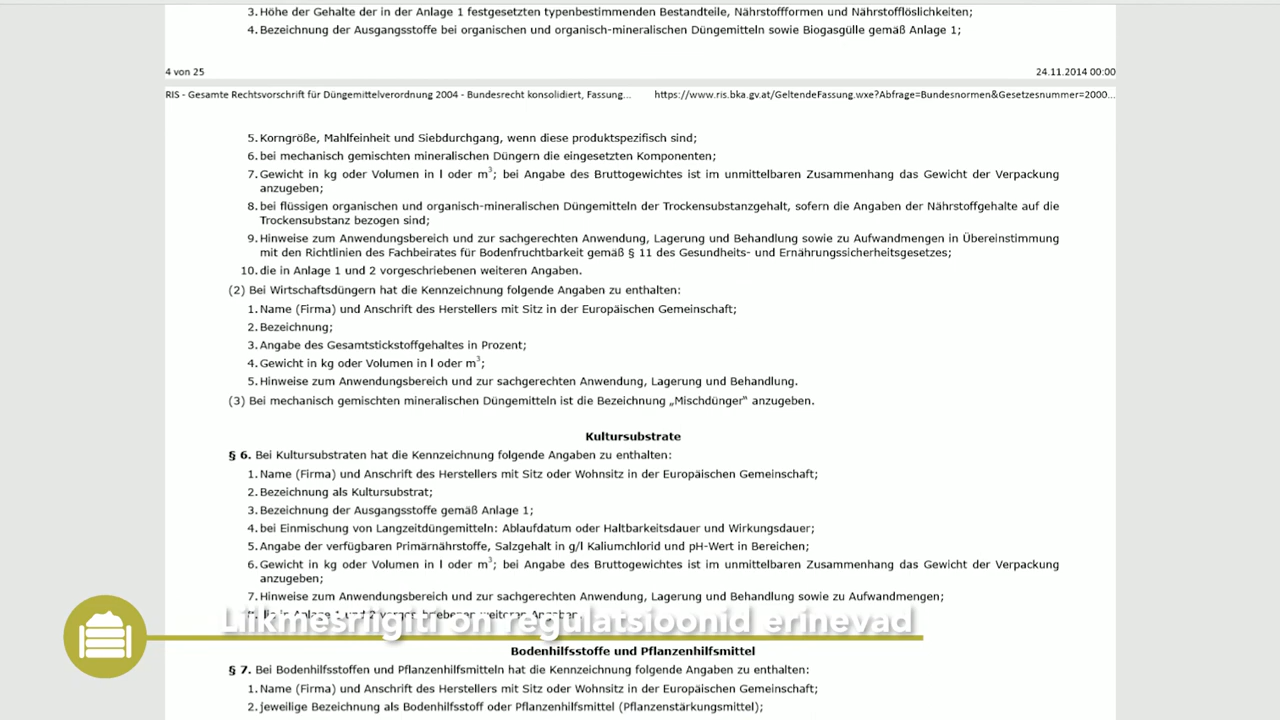 3. Höhe der Gehalte der in der Anlage 1 festgesetzten typenbestimmenden Bestandteile, Nährstoffformen und Nährstofflöslichkeiten;
4. Bezeichnung der Ausgangsstoffe bei organischen und organisch-mineralischen Düngemitteln sowie Biogasgülle gemäß Anlage 1;
4 von 25 24.11.2014 00:00
RIS - Gesamte Rechtsvorschrift für Düngemittelverordnung 2004 - Bundesrecht konsolidiert, Fassung... https://www.ris.bka.gv.at/GeltendeFassung.wxe?Abfrage=Bundesnormen&Gesetzesnummer=2000...
5. Korngröße, Mahlfeinheit und Siebdurchgang, wenn diese produktspezifisch sind;
6. bei mechanisch gemischten mineralischen Düngern die eingesetzten Komponenten;
7. Gewicht in kg oder Volumen in l oder m³; bei Angabe des Bruttogewichtes ist im unmittelbaren Zusammenhang das Gewicht der Verpackung
anzugeben;
8. bei flüssigen organischen und organisch-mineralischen Düngemitteln der Trockensubstanzgehalt, sofern die Angaben der Nährstoffgehalte auf die
Trockensubstanz bezogen sind;
9. Hinweise zum Anwendungsbereich und zur sachgerechten Anwendung, Lagerung und Behandlung sowie zu Aufwandmengen in Übereinstimmung
mit den Richtlinien des Fachbeirates für Bodenfruchtbarkeit gemäß § 11 des Gesundheits- und Ernährungssicherheitsgesetzes;
10. die in Anlage 1 und 2 vorgeschriebenen weiteren Angaben.
(2) Bei Wirtschaftsdüngern hat die Kennzeichnung folgende Angaben zu enthalten:
1. Name (Firma) und Anschrift des Herstellers mit Sitz in der Europäischen Gemeinschaft;
2. Bezeichnung;
3. Angabe des Gesamtstickstoffgehaltes in Prozent;
4. Gewicht in kg oder Volumen in l oder m³;
5. Hinweise zum Anwendungsbereich und zur sachgerechten Anwendung, Lagerung und Behandlung.
(3) Bei mechanisch gemischten mineralischen Düngemitteln ist die Bezeichnung „Mischdünger“ anzugeben.
Kultursubstrate
§ 6. Bei Kultursubstraten hat die Kennzeichnung folgende Angaben zu enthalten:
1. Name (Firma) und Anschrift des Herstellers mit Sitz oder Wohnsitz in der Europäischen Gemeinschaft;
2. Bezeichnung als Kultursubstrat;
3. Bezeichnung der Ausgangsstoffe gemäß Anlage 1;
4. bei Einmischung von Langzeitdüngemitteln: Ablaufdatum oder Haltbarkeitsdauer und Wirkungsdauer;
5. Angabe der verfügbaren Primärnährstoffe, Salzgehalt in g/l Kaliumchlorid und pH-Wert in Bereichen;
6. Gewicht in kg oder Volumen in l oder m³; bei Angabe des Bruttogewichtes ist im unmittelbaren Zusammenhang das Gewicht der Verpackung
anzugeben;
7. Hinweise zur sachgerechten Anwendung, Lagerung und Behandlung sowie zu Aufwandmengen;
die in Anlage 1 und 2 vorgeschriebenen weiteren Angaben.
Liikmesriigiti on regulatsioonid erinevad
Bodenhilfsstoffe und Pflanzenhilfsmittel
§ 7. Bei Bodenhilfsstoffen und Pflanzenhilfsmitteln hat die Kennzeichnung folgende Angaben zu enthalten:
1. Name (Firma) und Anschrift des Herstellers mit Sitz oder Wohnsitz in der Europäischen Gemeinschaft;
2. jeweilige Bezeichnung als Bodenhilfsstoff oder Pflanzenhilfsmittel (Pflanzenstärkungsmittel);